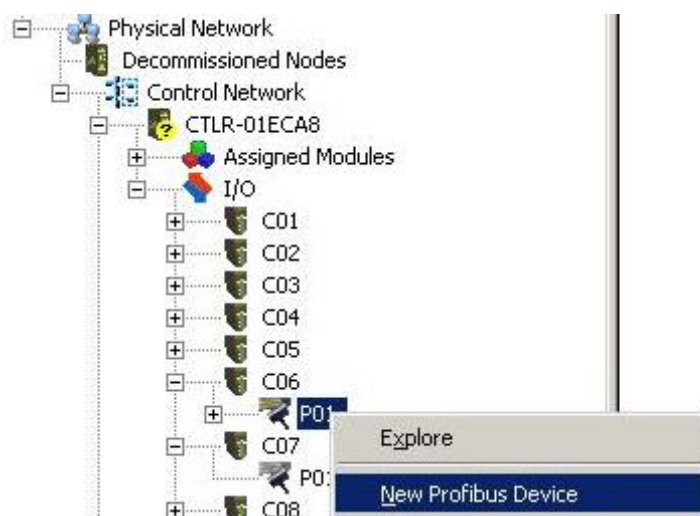 Physical Network
Decommissioned Nodes
Control Network
CTLR-01ECA8
Assigned Modules
I/O
C01
C02
C03
C04
C05
C06
P01
Explore
C07
P01
New Profibus Device
C08